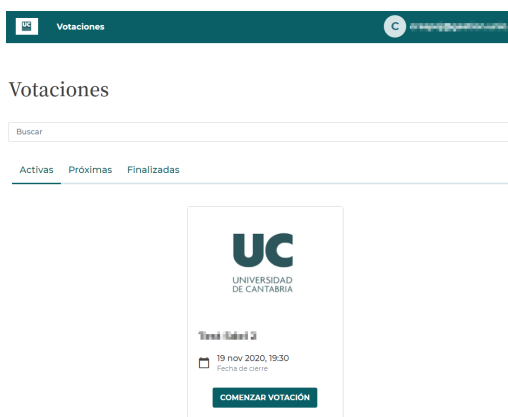 UC
Votaciones
C
Votaciones
Buscar
Activas Próximas Finalizadas
UC
UNIVERSIDAD
DE CANTABRIA
19 nov 2020, 19:30
Fecha de cierre
COMENZAR VOTACIÓN